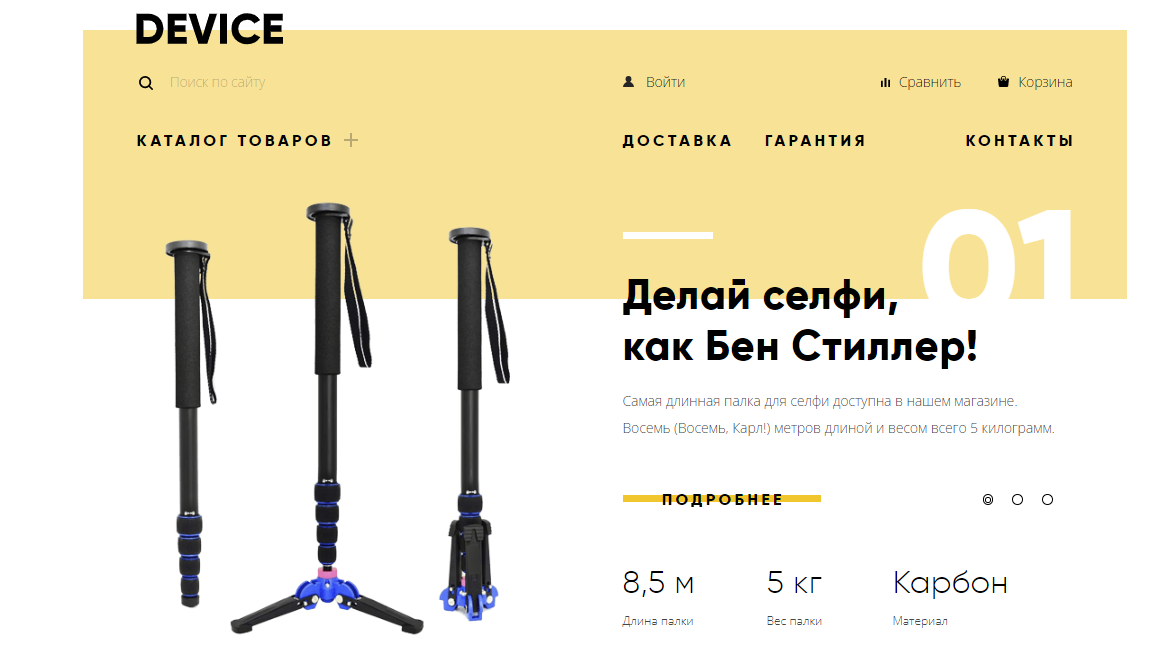 DEVICE
Поиск по сайту
Войти
Сравнить
Корзина
КАТАЛОГ ТОВАРОВ
ДОСТАВКА
ГАРАНТИЯ
КОНТАКТЫ
01
Делай селфи,
как Бен Стиллер!
Самая длинная палка для селфи доступна в нашем магазине.
Восемь (Восемь, Карл!) метров длиной и весом всего 5 килограмм.
ПОДРОБНЕЕ
8,5 м
5 кг
Карбон
Длина палки
Вес палки
Материал